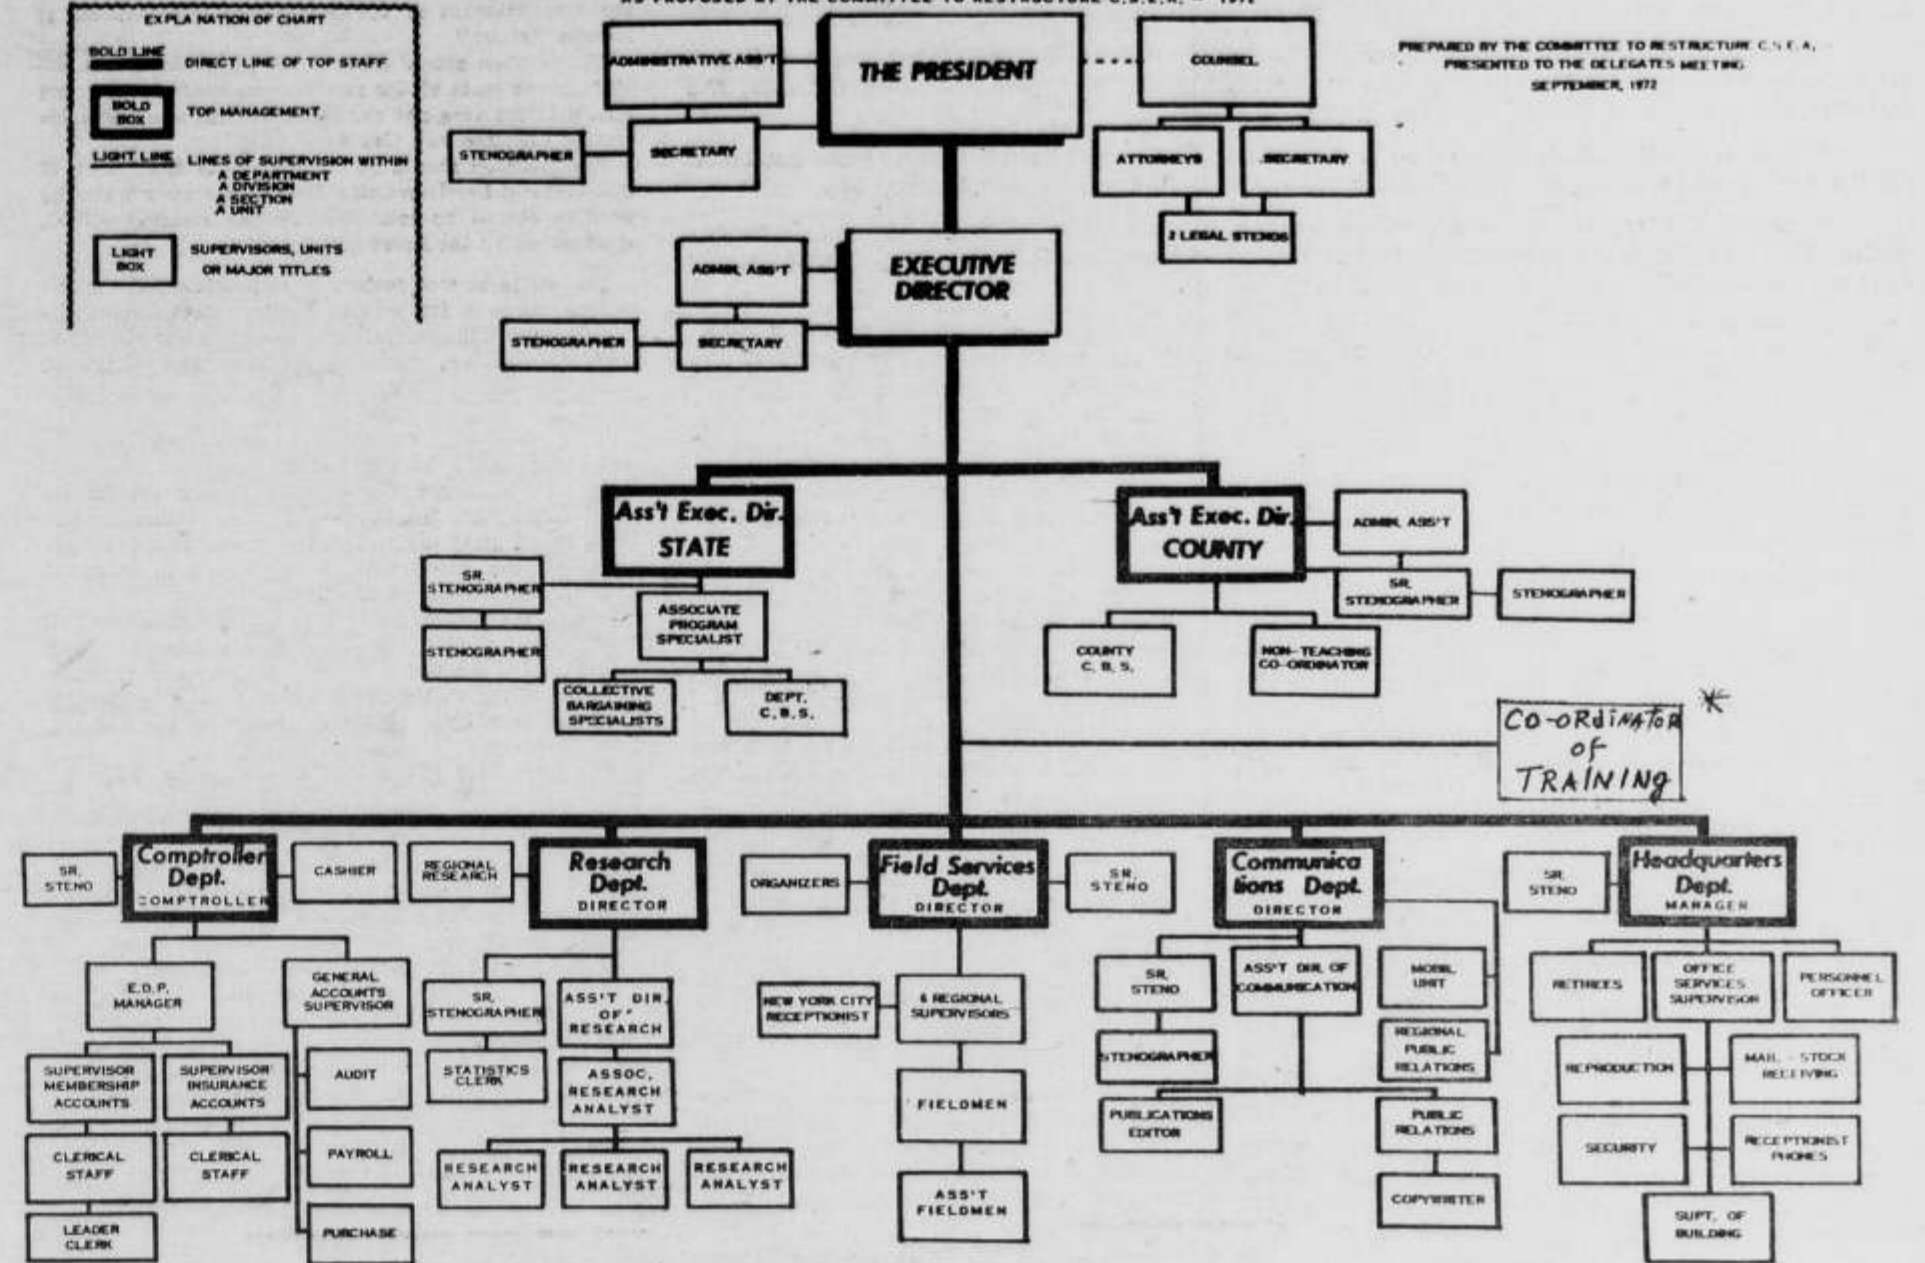 AS PROPOSED BY THE COMMITTEE TO RESTRUCTURE C.S.E.A. - 1972
EXPLANATION OF CHART
BOLD LINE
DIRECT LINE OF TOP STAFF
BOLD
BOX
TOP MANAGEMENT
LIGHT LINE
LINES OF SUPERVISION WITHIN
A DEPARTMENT
A DIVISION
A SECTION
A UNIT
LIGHT
BOX
SUPERVISORS, UNITS
OR MAJOR TITLES
PREPARED BY THE COMMITTEE TO RESTRUCTURE C.S.E.A.
PRESENTED TO THE DELEGATES MEETING
SEPTEMBER, 1972
ADMINISTRATIVE ASS'T
THE PRESIDENT
COUNSEL
STENOGRAPHER
SECRETARY
ATTORNEYS
SECRETARY
2 LEGAL STENOS
ADMIN. ASS'T
EXECUTIVE
DIRECTOR
STENOGRAPHER
SECRETARY
Ass't Exec. Dir.
STATE
SR.
STENOGRAPHER
STENOGRAPHER
ASSOCIATE
PROGRAM
SPECIALIST
COLLECTIVE
BARGAINING
SPECIALISTS
DEPT.
C.B.S.
Ass't Exec. Dir.
COUNTY
ADMIN. ASS'T
SR.
STENOGRAPHER
STENOGRAPHER
COUNTY
C.B.S.
NON-TEACHING
CO-ORDINATOR
CO-ORdiNATOR *
of
TRAINING
SR.
STENO
Comptroller
Dept.
COMPTROLLER
CASHIER
E.D.P.
MANAGER
GENERAL
ACCOUNTS
SUPERVISOR
SUPERVISOR
MEMBERSHIP
ACCOUNTS
SUPERVISOR
INSURANCE
ACCOUNTS
AUDIT
CLERICAL
STAFF
CLERICAL
STAFF
PAYROLL
LEADER
CLERK
PURCHASE
REGIONAL
RESEARCH
Research
Dept.
DIRECTOR
SR.
STENOGRAPHER
ASS'T DIR.
OF
RESEARCH
STATISTICS
CLERK
ASSOC.
RESEARCH
ANALYST
RESEARCH
ANALYST
RESEARCH
ANALYST
RESEARCH
ANALYST
ORGANIZERS
Field Services
Dept.
DIRECTOR
SR.
STENO
NEW YORK CITY
RECEPTIONIST
6 REGIONAL
SUPERVISORS
FIELDMEN
ASS'T
FIELDMEN
Communica
tions Dept.
DIRECTOR
SR.
STENO
ASS'T DIR. OF
COMMUNICATION
MOBIL
UNIT
STENOGRAPHER
REGIONAL
PUBLIC
RELATIONS
PUBLICATIONS
EDITOR
PUBLIC
RELATIONS
COPYWRITER
SR.
STENO
Headquarters
Dept.
MANAGER
RETIREES
OFFICE
SERVICES
SUPERVISOR
PERSONNEL
OFFICER
REPRODUCTION
MAIL - STOCK
RECEIVING
SECURITY
RECEPTIONIST
PHONES
SUPT. OF
BUILDING